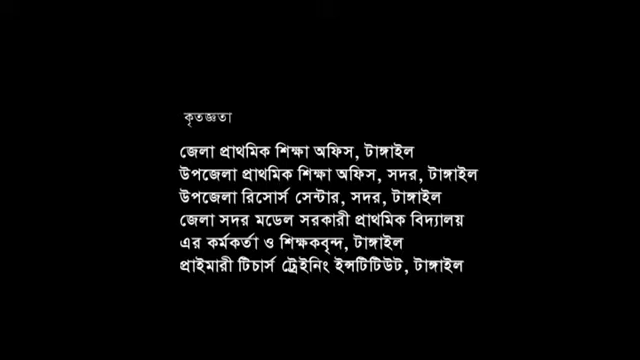 কৃতজ্ঞতা
জেলা প্রাথমিক শিক্ষা অফিস, টাঙ্গাইল
উপজেলা প্রাথমিক শিক্ষা অফিস, সদর, টাঙ্গাইল
উপজেলা রিসোর্স সেন্টার, সদর, টাঙ্গাইল
জেলা সদর মডেল সরকারী প্রাথমিক বিদ্যালয়
এর কর্মকর্তা ও শিক্ষকবৃন্দ, টাঙ্গাইল
প্রাইমারী টিচার্স ট্রেইনিং ইন্সটিটিউট, টাঙ্গাইল